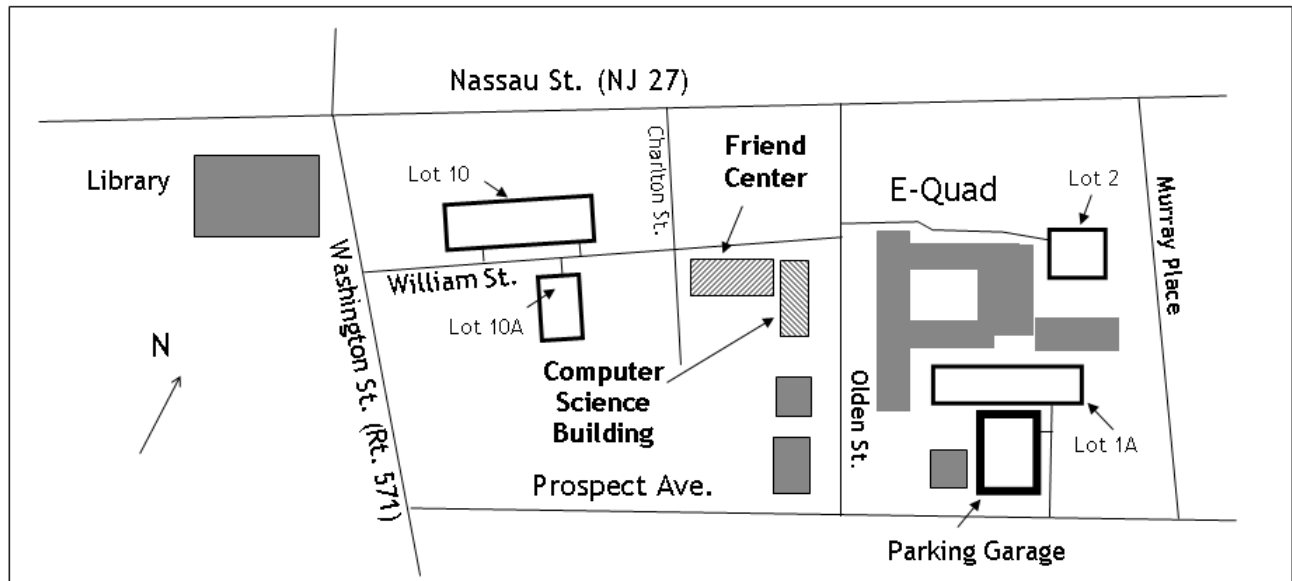 Nassau St. (NJ 27)
Charlton St.
Friend
Center
Library
Lot 10
E-Quad
Lot 2
Murray Place
Washington St. (Rt. 571)
William St.
Lot 10A
N
Computer
Science
Building
Olden St.
Lot 1A
Prospect Ave.
Parking Garage